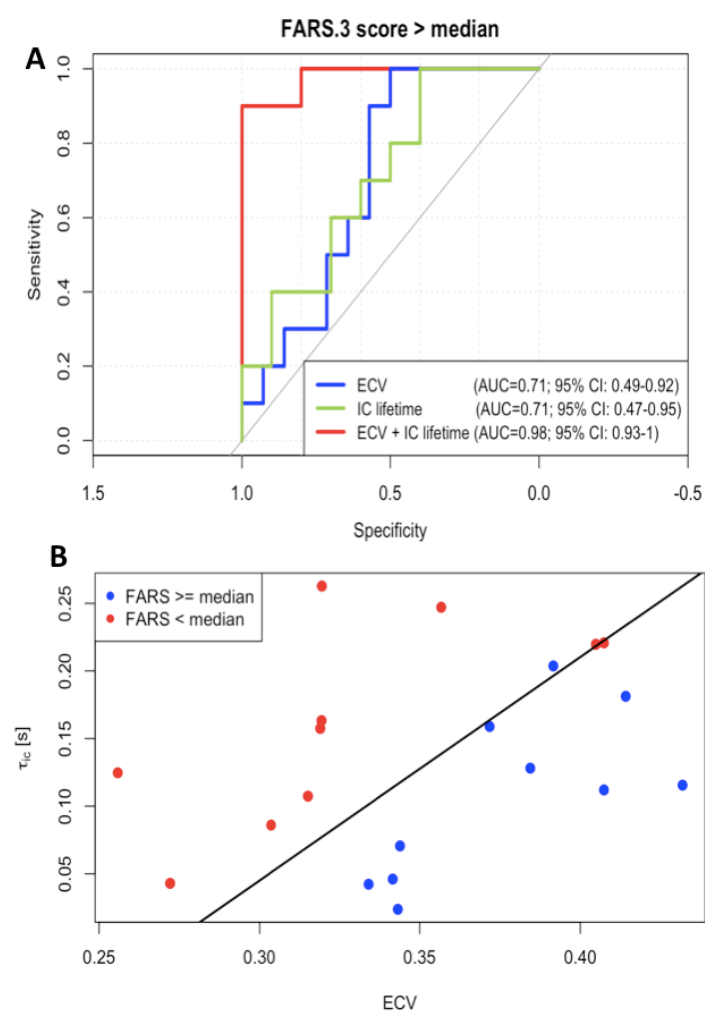 FARS.3 score > median
A
1.0
0.8
0.6
0.4
0.2
0.0
Sensitivity
ECV (AUC=0.71; 95% CI: 0.49-0.92)
IC lifetime (AUC=0.71; 95% CI: 0.47-0.95)
ECV + IC lifetime (AUC=0.98; 95% CI: 0.93-1)
1.5 1.0 0.5 0.0 -0.5
Specificity
B
FARS >= median
FARS < median
0.25
0.20
0.15
0.10
0.05
τic [s]
0.25 0.30 0.35 0.40
ECV